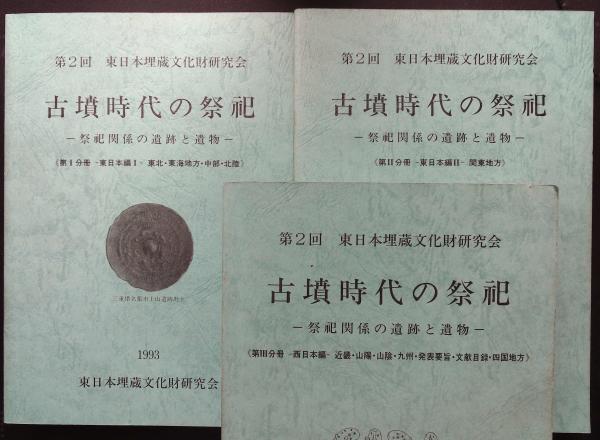 第2回 東日本埋蔵文化財研究会
古墳時代の祭祀
－祭祀関係の遺跡と遺物－
《第Ⅰ分冊 －東日本編Ⅰ－ 東北・東海地方・中部・北陸》
1993
東日本埋蔵文化財研究会
第2回 東日本埋蔵文化財研究会
古墳時代の祭祀
－祭祀関係の遺跡と遺物－
《第Ⅱ分冊 －東日本編Ⅱ－ 関東地方》
第2回 東日本埋蔵文化財研究会
古墳時代の祭祀
－祭祀関係の遺跡と遺物－
《第Ⅲ分冊 －西日本編－ 近畿・山陽・山陰・九州・発表要旨・文献目録・四国地方》